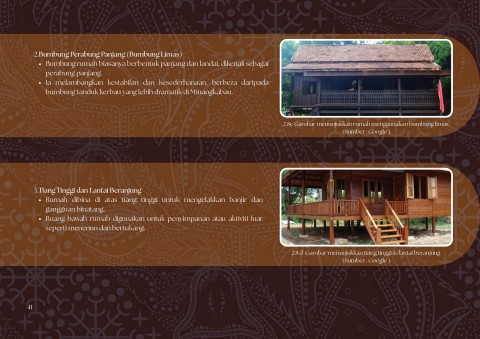 2.Bumbung Perabung Panjang (Bumbung Limas)
• Bumbung rumah biasanya berbentuk panjang dan landai, dikenali sebagai
perabung panjang.
• Ia melambangkan kestabilan dan kesederhanaan, berbeza daripada
bumbung tanduk kerbau yang lebih dramatik di Minangkabau.
2.8c Gambar menunjukkan rumah menggunakan bumbung limas
(Sumber : Google )
3.Tiang Tinggi dan Lantai Beranjung
• Rumah dibina di atas tiang tinggi untuk mengelakkan banjir dan
gangguan binatang.
• Ruang bawah rumah digunakan untuk penyimpanan atau aktiviti luar
seperti menenun dan bertukang.
2.8.d Gambar menunjukkan tiang tinggi & lantai beranjung
(Sumber : Google )
41